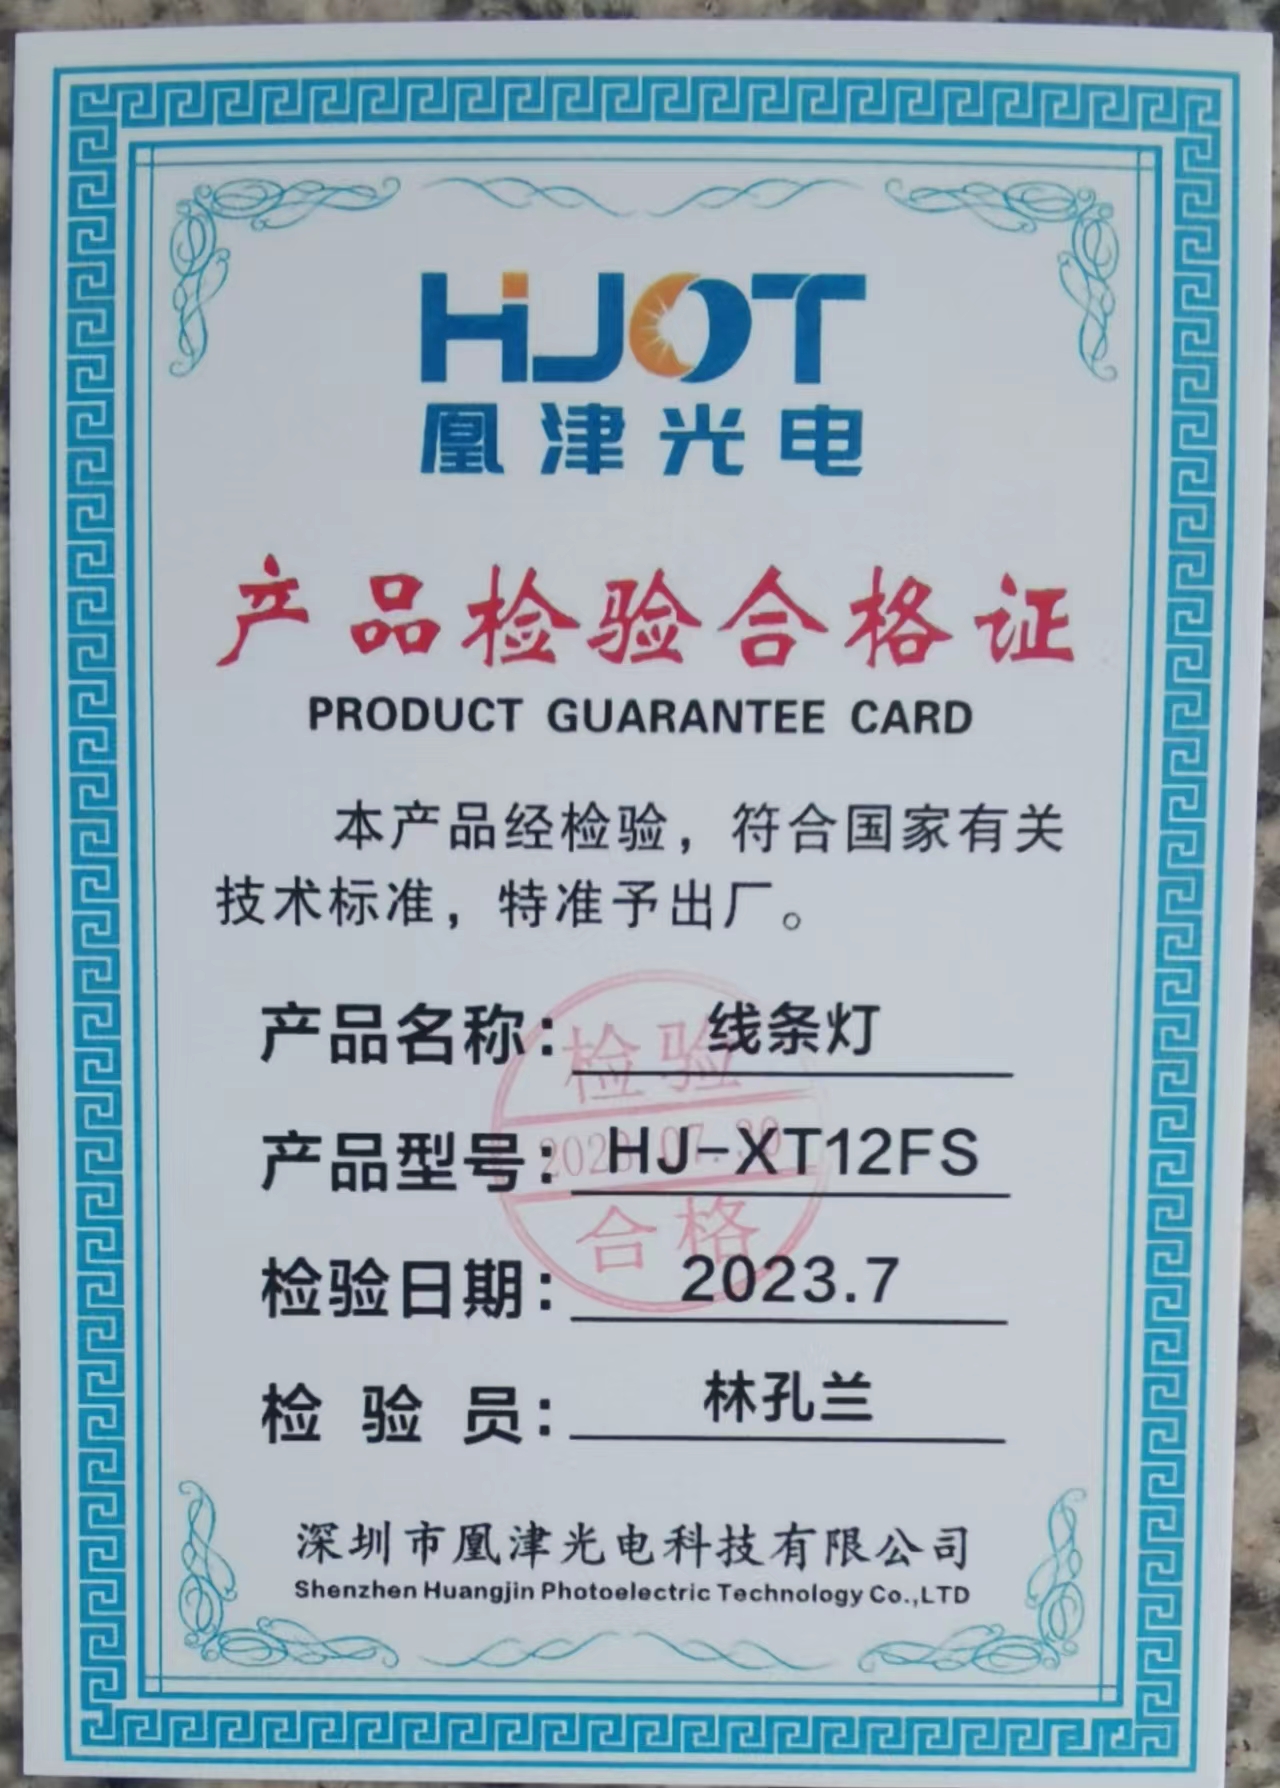 HJOT
凰津光电
产品检验合格证
PRODUCT GUARANTEE CARD
本产品经检验，符合国家有关
技术标准，特准予出厂。
产品名称：线条灯
产品型号：HJ-XT12FS
检验日期：2023.7
检验员：林孔兰
检验
2023.07.30
合格
深圳市凰津光电科技有限公司
Shenzhen Huangjin Photoelectric Technology Co.,LTD